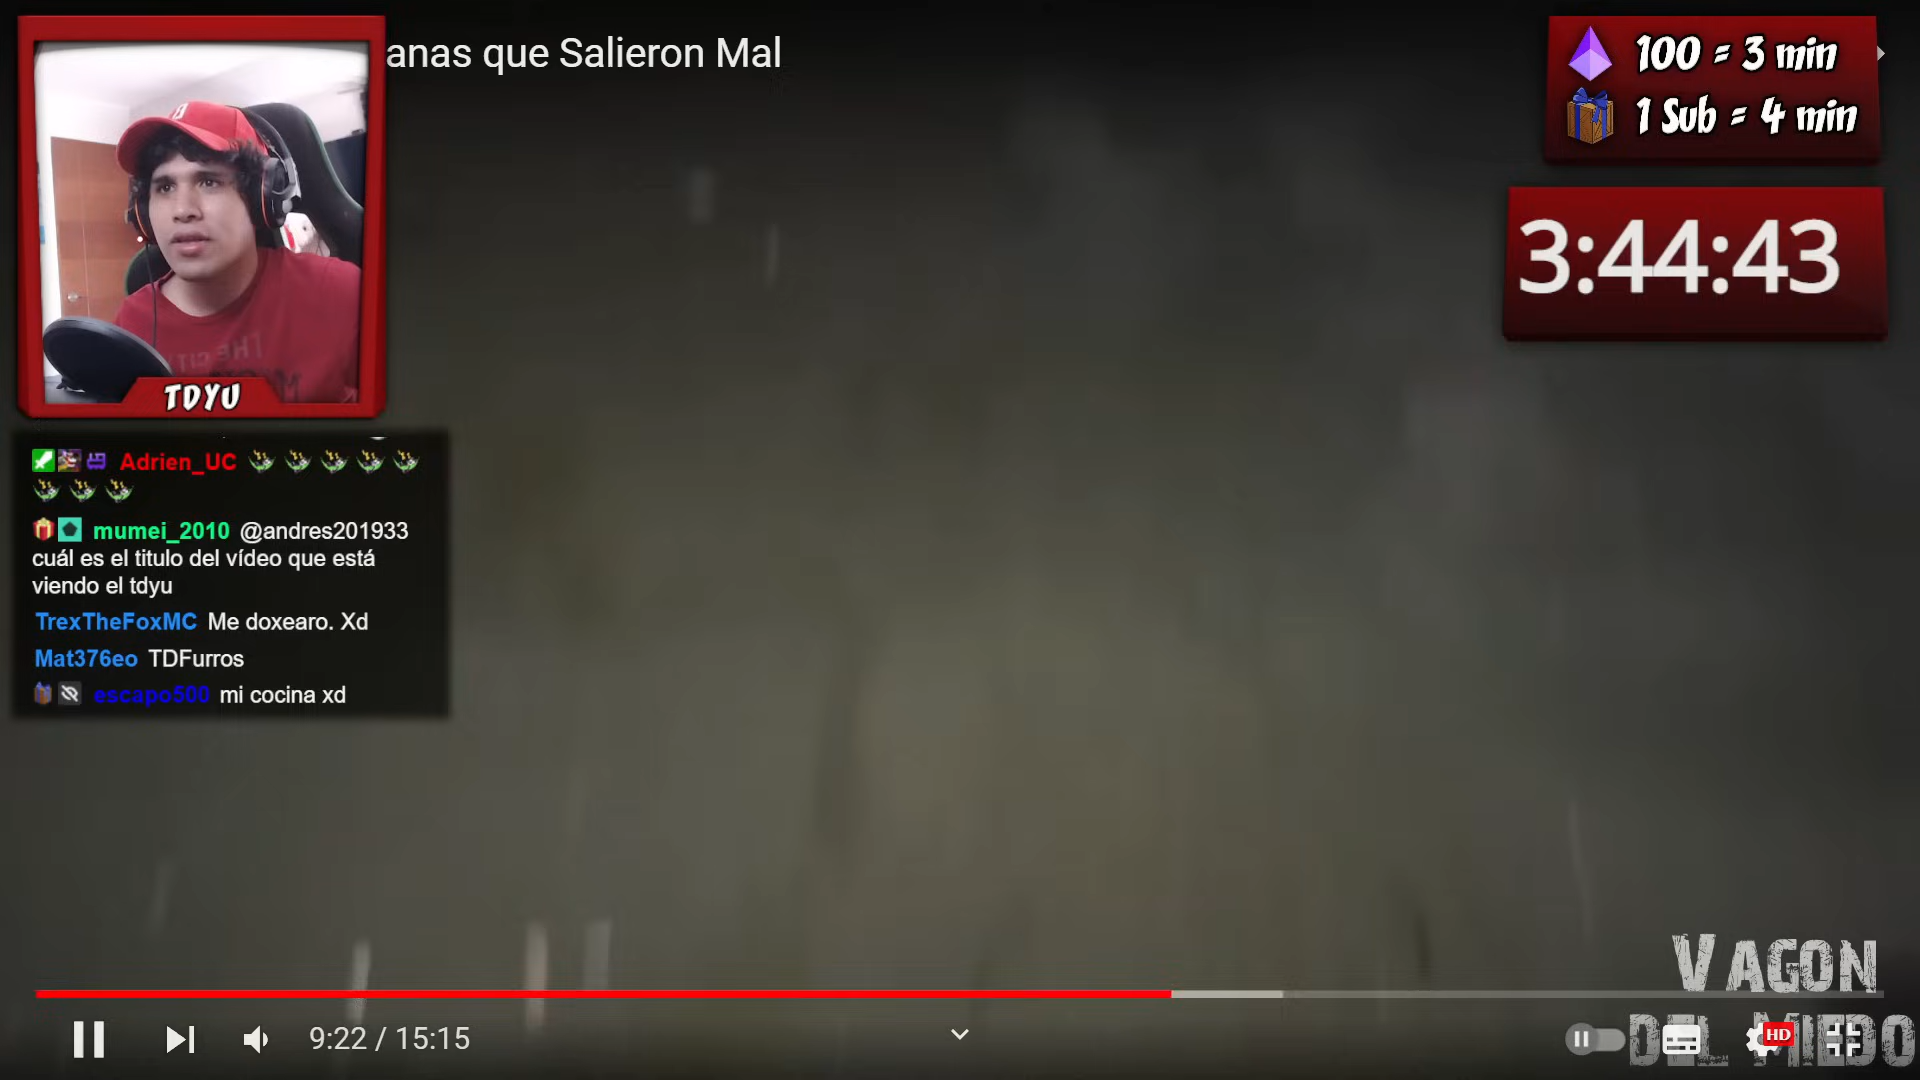 anas que Salieron Mal
100 = 3 min
1 Sub = 4 min
3:44:43
TDYU
Adrien_UC
mumei_2010 @andres201933
cuál es el titulo del vídeo que está
viendo el tdyu
TrexTheFoxMC Me doxearo. Xd
Mat376eo TDFurros
escapo500 mi cocina xd
VAGON
DEL MIEDO
9:22 / 15:15
HD